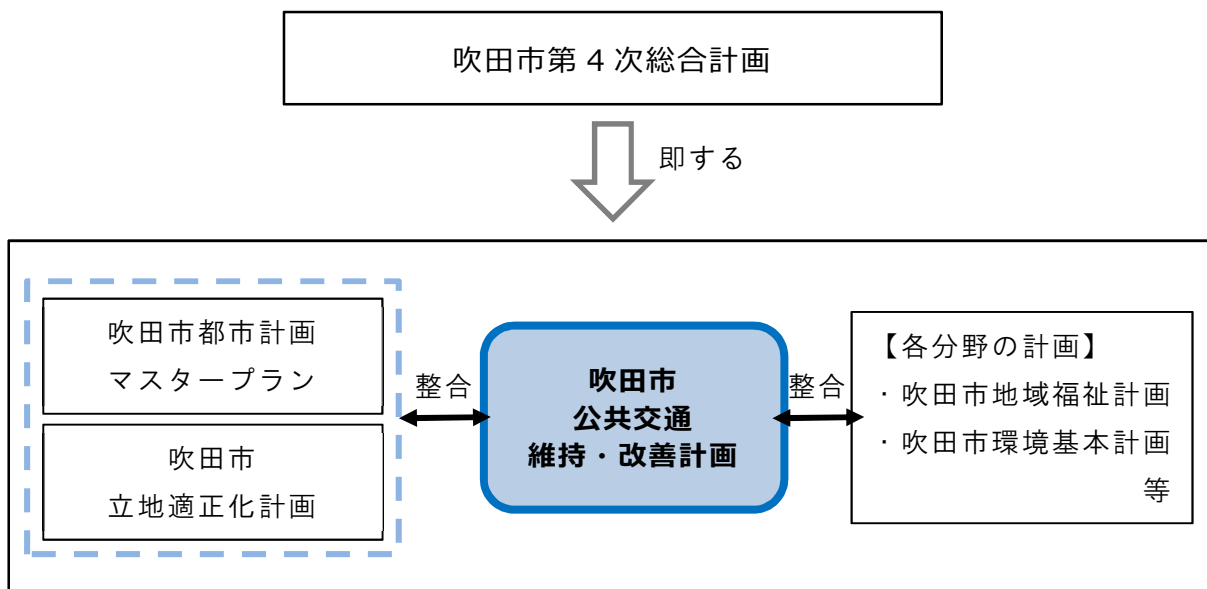 吹田市第4次総合計画
即する
吹田市都市計画
マスタープラン
吹田市
立地適正化計画
整合
吹田市
公共交通
維持・改善計画
整合
【各分野の計画】
・吹田市地域福祉計画
・吹田市環境基本計画
等